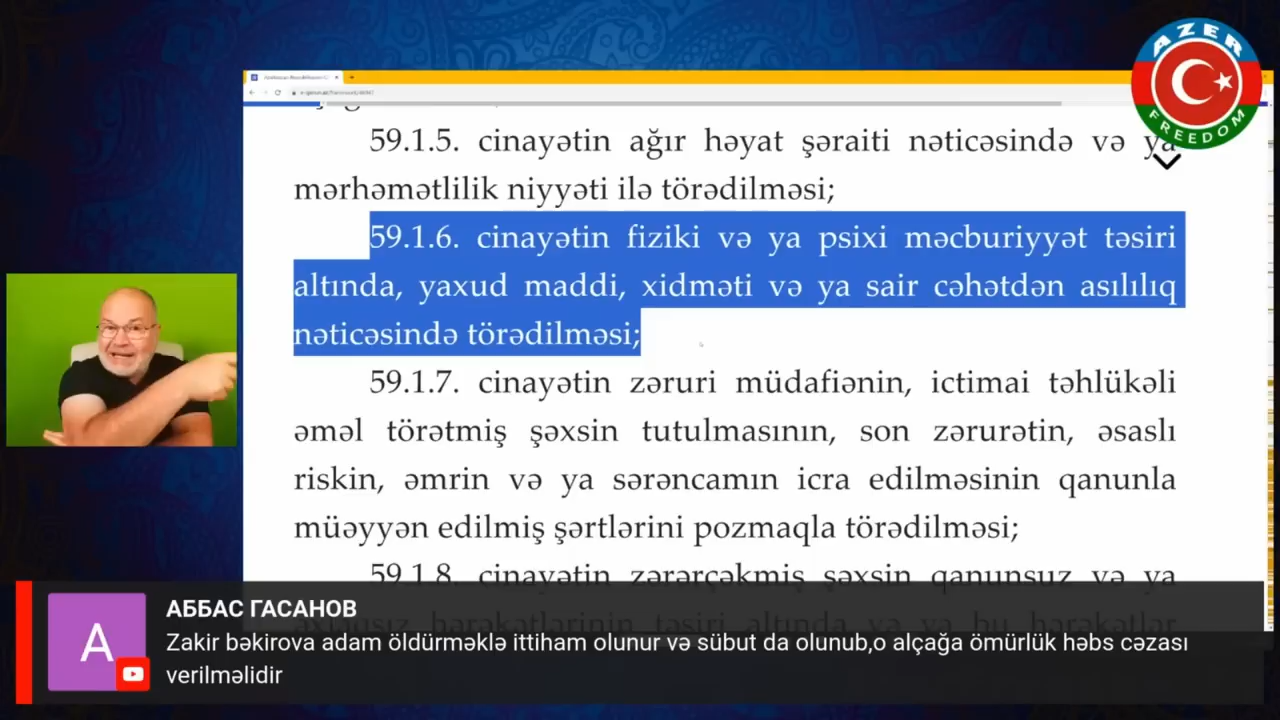 AZER
FREEDOM
59.1.5. cinayətin ağır həyat şəraiti nəticəsində və ya
mərhəmətlilik niyyəti ilə törədilməsi;
59.1.6. cinayətin fiziki və ya psixi məcburiyyət təsiri
altında, yaxud maddi, xidməti və ya sair cəhətdən asılılıq
nəticəsində törədilməsi;
59.1.7. cinayətin zəruri müdafiənin, ictimai təhlükəli
əməl törətmiş şəxsin tutulmasının, son zərurətin, əsaslı
riskin, əmrin və ya sərəncamın icra edilməsinin qanunla
müəyyən edilmiş şərtlərini pozmaqla törədilməsi;
59.1.8. cinayətin zərərçəkmiş şəxsin qanunsuz və ya
A
АББАС ГАСАНОВ
Zakir bəkirova adam öldürməklə ittiham olunur və sübut da olunub,o alçağa ömürlük həbs cəzası
verilməlidir